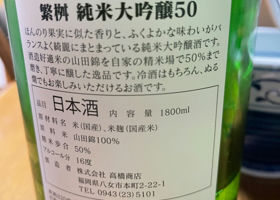 繁桝 純米大吟醸50
ほんのり果実に似た香りと、ふくよかな味わいがバ
ランスよく綺麗にまとまっている純米大吟醸酒です。
酒造好適米の山田錦を自家の精米場で50%まで
磨き、丁寧に醸した逸品です。冷酒はもちろん、ぬる
燗でもお楽しみいただけるお酒です。
品目 日本酒 内容量 1800ml
原材料名 米(国産)、米麹(国産米)
原料米 山田錦100%
精米歩合 50%
アルコール分 16度
製造者 株式会社 高橋商店
福岡県八女市本町2-22-1
TEL 0943(23)5101